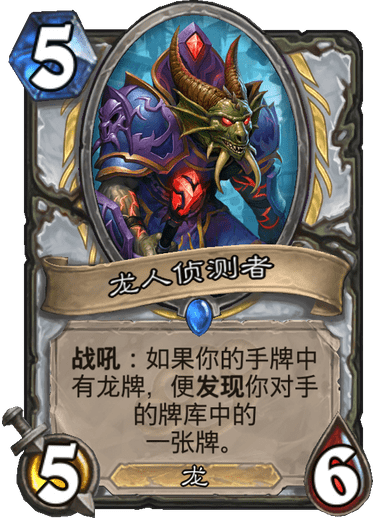 5
龙人侦测者
战吼：如果你的手牌中
有龙牌，便发现你对手
的牌库中的
一张牌。
5
龙
6